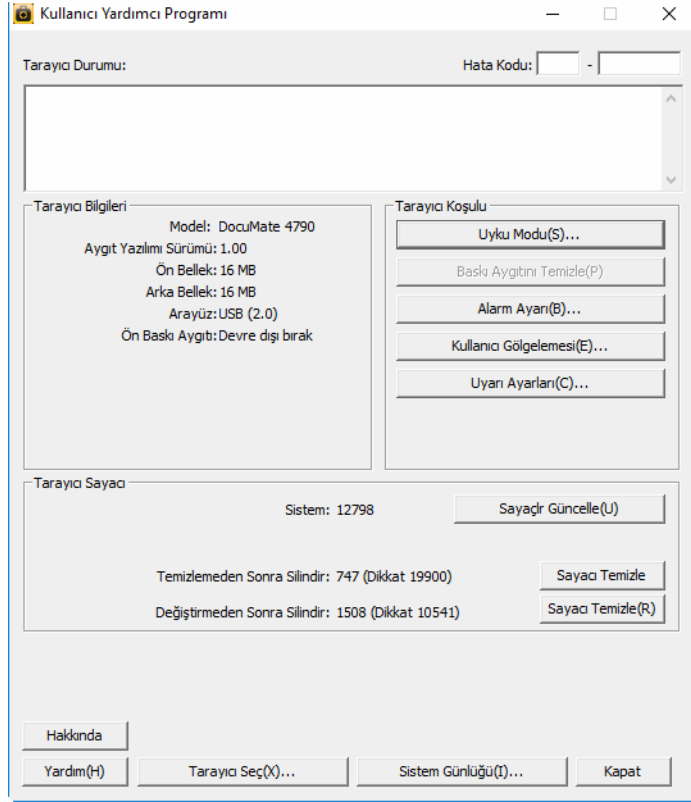 Kullanıcı Yardımcı Programı
Tarayıcı Durumu:
Hata Kodu: -
Tarayıcı Bilgileri
Model: DocuMate 4790
Aygıt Yazılımı Sürümü: 1.00
Ön Bellek: 16 MB
Arka Bellek: 16 MB
Arayüz: USB (2.0)
Ön Baskı Aygıtı: Devre dışı bırak
Tarayıcı Koşulu
Uyku Modu(S)...
Baskı Aygıtını Temizle(P)
Alarm Ayarı(B)...
Kullanıcı Gölgelemesi(E)...
Uyarı Ayarları(C)...
Tarayıcı Sayacı
Sistem: 12798
Sayaçlr Güncelle(U)
Temizlemeden Sonra Silindir: 747 (Dikkat 19900)
Sayacı Temizle
Değiştirmeden Sonra Silindir: 1508 (Dikkat 10541)
Sayacı Temizle(R)
Hakkında
Yardım(H)
Tarayıcı Seç(X)...
Sistem Günlüğü(I)...
Kapat